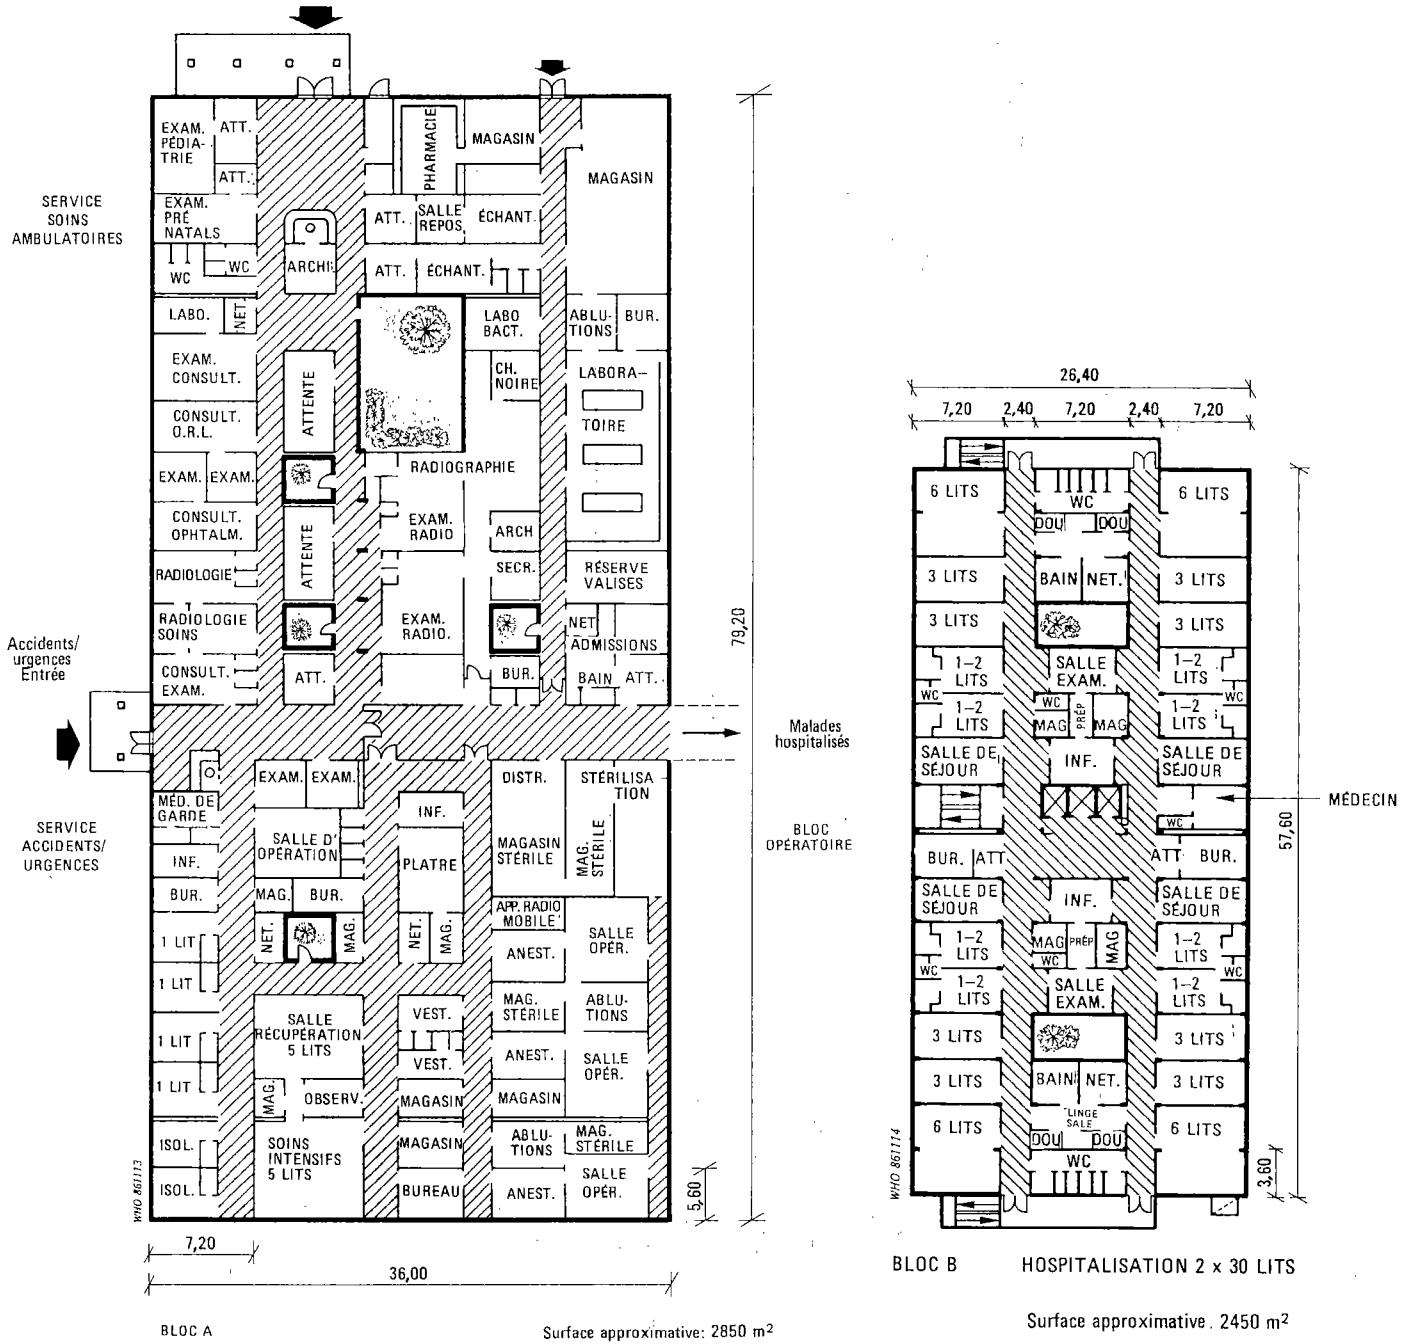 EXAM.
PÉDIA-
TRIE
ATT.
ATT.
EXAM.
PRÉ
NATALS
WC
WC
ARCHI
PHARMACIE
MAGASIN
MAGASIN
ATT.
SALLE
REPOS
ÉCHANT.
ATT.
ÉCHANT.
SERVICE
SOINS
AMBULATOIRES
LABO.
NET.
LABO
BACT.
ABLU-
TIONS
BUR.
EXAM.
CONSULT.
ATTENTE
CH.
NOIRE
LABORA-
TOIRE
CONSULT.
O.R.L.
RADIOGRAPHIE
EXAM.
EXAM.
CONSULT.
OPHTALM.
ATTENTE
EXAM.
RADIO
ARCH
RADIOLOGIE
SECR.
RÉSERVE
VALISES
RADIOLOGIE
SOINS
EXAM.
RADIO.
NET
ADMISSIONS
CONSULT.
EXAM.
ATT.
BUR.
BAIN
ATT.
Accidents/
urgences
Entrée
Malades
hospitalisés
79,20
EXAM.
EXAM.
DISTR.
STÉRILISA
TION
MÉD. DE
GARDE
INF.
SERVICE
ACCIDENTS/
URGENCES
SALLE D'
OPÉRATION
PLATRE
MAGASIN
STÉRILE
MAG.
STÉRILE
BLOC
OPÉRATOIRE
INF.
BUR.
MAG.
BUR.
APP. RADIO
MOBILE
NET.
MAG.
NET.
MAG.
1 LIT
ANEST.
SALLE
OPÉR.
1 LIT
SALLE
RÉCUPÉRATION
5 LITS
VEST.
MAG.
STÉRILE
ABLU-
TIONS
1 LIT
VEST.
ANEST.
SALLE
OPÉR.
1 LIT
MAG.
OBSERV.
MAGASIN
MAGASIN
ISOL.
SOINS
INTENSIFS
5 LITS
MAGASIN
ABLU-
TIONS
MAG.
STÉRILE
ISOL.
BUREAU
ANEST.
SALLE
OPÉR.
WHO 861113
5,60
7,20
36,00
BLOC A
Surface approximative: 2850 m²
26,40
7,20 2,40 7,20 2,40 7,20
6 LITS
WC
6 LITS
DOU
DOU
3 LITS
BAIN
NET.
3 LITS
3 LITS
3 LITS
1–2
LITS
SALLE
EXAM.
1–2
LITS
WC
WC
WC
1–2
LITS
MAG
PRÉP
MAG
1–2
LITS
SALLE DE
SÉJOUR
INF.
SALLE DE
SÉJOUR
MÉDECIN
WC
57,60
BUR.
ATT
ATT
BUR.
SALLE DE
SÉJOUR
INF.
SALLE DE
SÉJOUR
1–2
LITS
MAG
PRÉP
MAG
1–2
LITS
WC
WC
WC
1–2
LITS
SALLE
EXAM.
1–2
LITS
3 LITS
3 LITS
3 LITS
BAIN
NET.
3 LITS
6 LITS
LINGE
SALE
6 LITS
DOU
DOU
WC
WHO 861114
3,60
BLOC B HOSPITALISATION 2 x 30 LITS
Surface approximative. 2450 m²